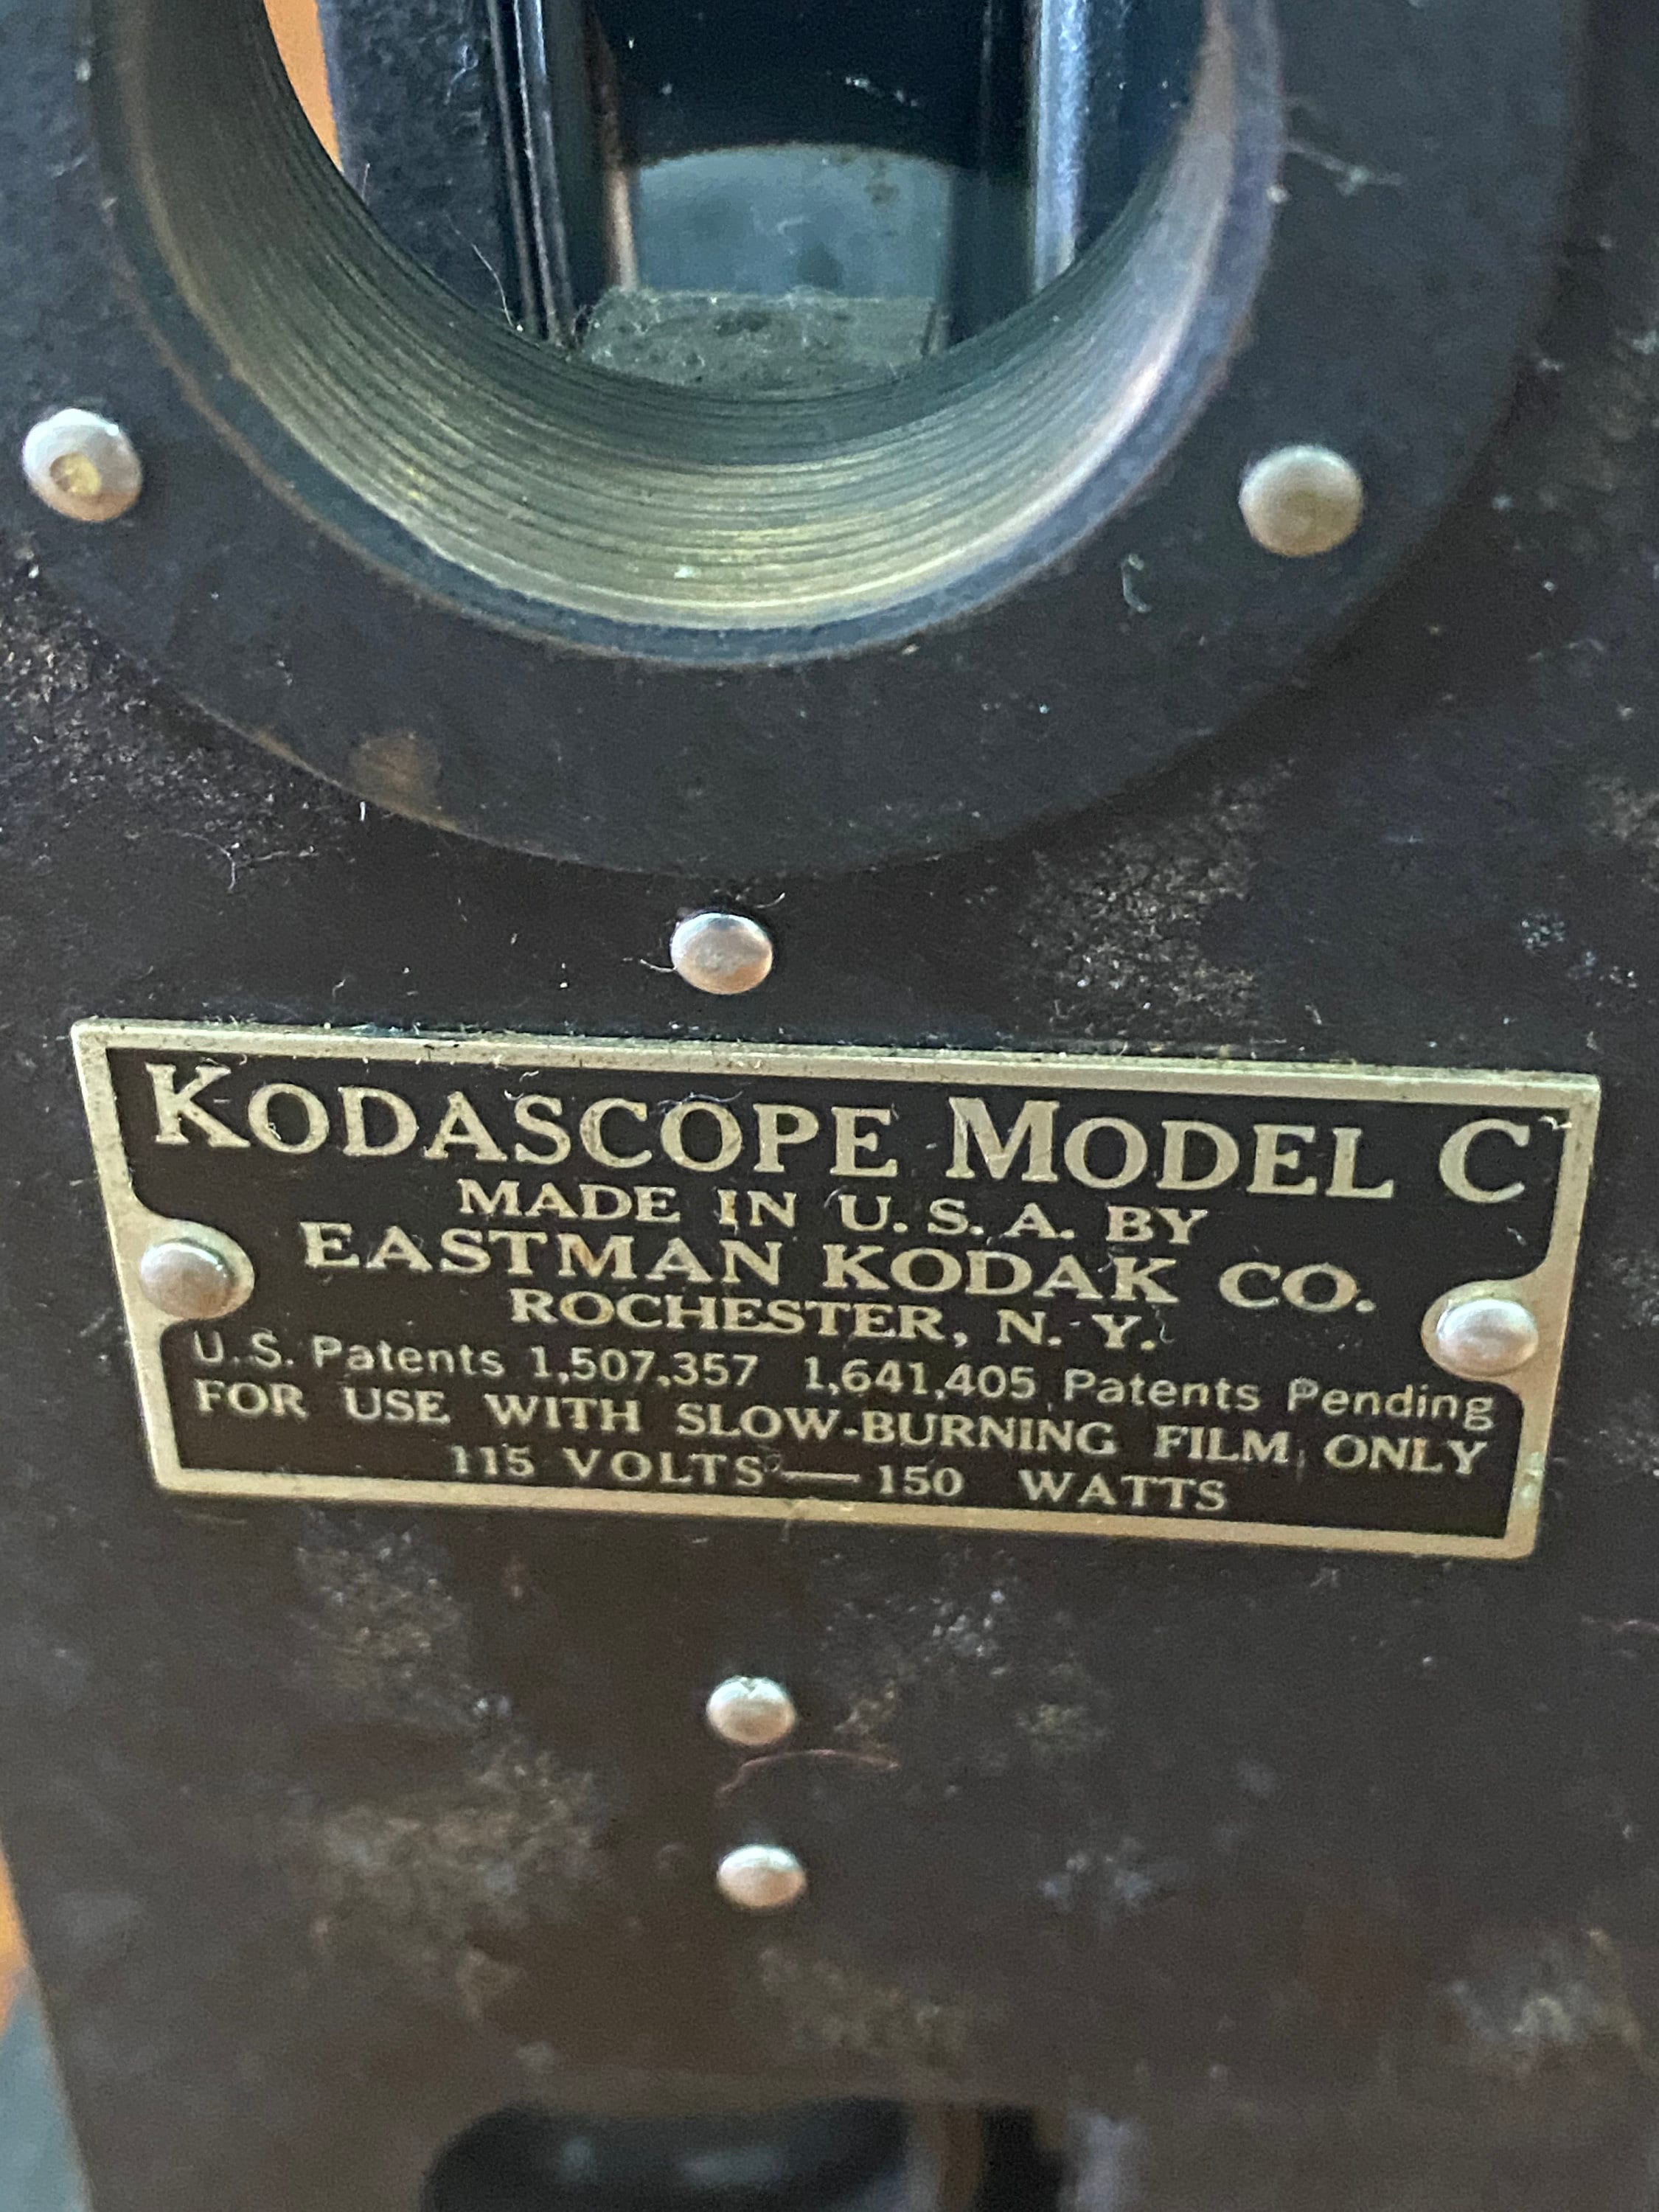 KODASCOPE MODEL C
MADE IN U.S.A. BY
EASTMAN KODAK CO.
ROCHESTER, N.Y.
U.S. Patents 1,507,357 1,641,405 Patents Pending
FOR USE WITH SLOW-BURNING FILM ONLY
115 VOLTS—150 WATTS